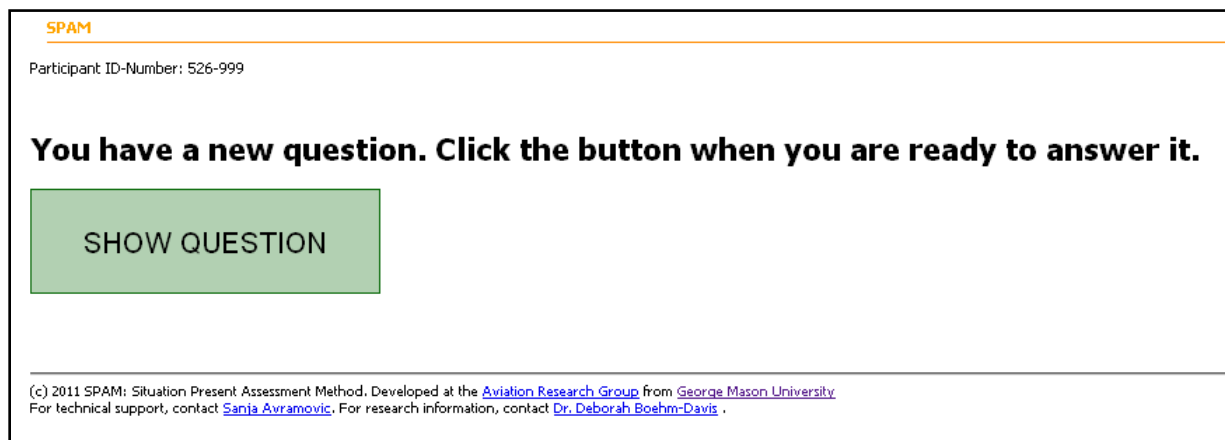 SPAM
Participant ID-Number: 526-999
You have a new question. Click the button when you are ready to answer it.
SHOW QUESTION
(c) 2011 SPAM: Situation Present Assessment Method. Developed at the Aviation Research Group from George Mason University
For technical support, contact Sanja Avramovic. For research information, contact Dr. Deborah Boehm-Davis .